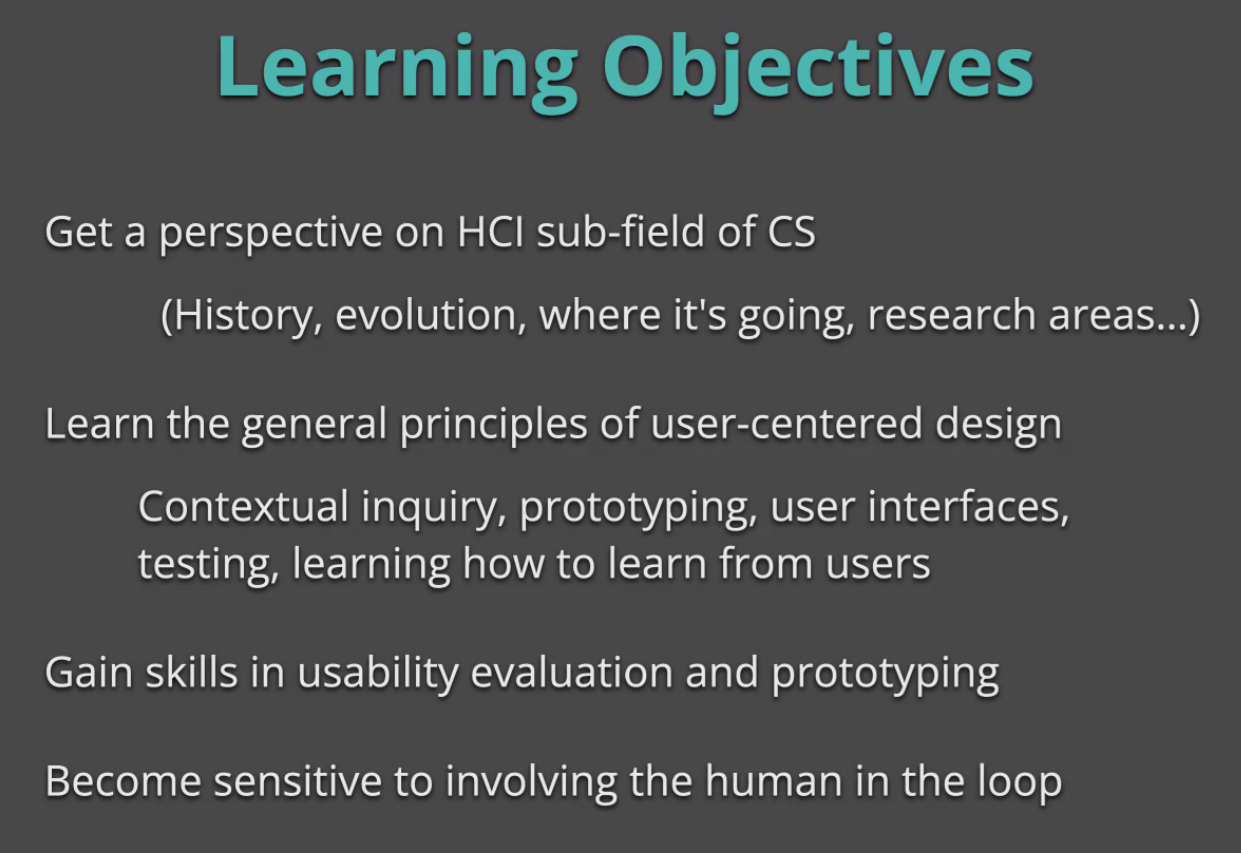 Learning Objectives
Get a perspective on HCI sub-field of CS
(History, evolution, where it's going, research areas...)
Learn the general principles of user-centered design
Contextual inquiry, prototyping, user interfaces,
testing, learning how to learn from users
Gain skills in usability evaluation and prototyping
Become sensitive to involving the human in the loop